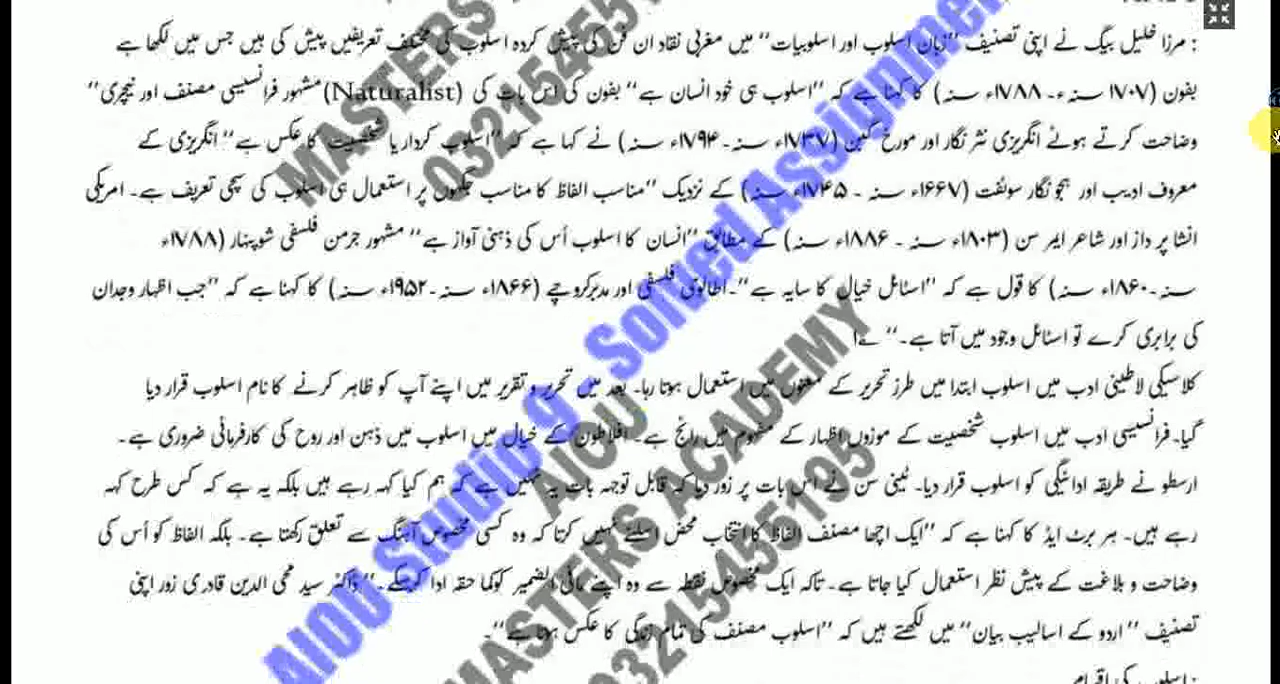 : مرزا خلیل بیگ نے اپنی تصنیف ''زبان اسلوب اور اسلوبیات'' میں مغربی نقاد ان فن کی پیش کردہ اسلوب کی مختلف تعریفیں پیش کی ہیں جس میں لکھا ہے
بفون (۱۷۰۷ سنہء۔ ۱۷۸۸ء سنہ) کا کہنا ہے کہ ''اسلوب ہی خود انسان ہے'' بفون کی اس بات کی (Naturalist) مشہور فرانسیسی مصنف اور نیچری''
وضاحت کرتے ہوئے انگریزی نثر نگار اور مورخ گبن (۱۷۳۷ء سنہ۔۱۷۹۴ء سنہ) نے کہا ہے کہ ''اسلوب کردار یا شخصیت کا عکس ہے'' انگریزی کے
معروف ادیب اور ہجو نگار سوئفت (۱۶۶۷ء سنہ ۔ ۱۷۴۵ء سنہ) کے نزدیک ''مناسب الفاظ کا مناسب جگہوں پر استعمال ہی اسلوب کی سچی تعریف ہے۔ امریکی
انشا پرداز اور شاعر ایمرسن (۱۸۰۳ء سنہ ۔ ۱۸۸۶ء سنہ) کے مطابق ''انسان کا اسلوب اُس کی ذہنی آواز ہے'' مشہور جرمن فلسفی شوپنہار (۱۷۸۸ء
سنہ۔۱۸۶۰ء سنہ) کا قول ہے کہ ''اسٹائل خیال کا سایہ ہے''۔اطالوی فلسفی اور مدبر کروچے (۱۸۶۶ء سنہ۔۱۹۵۲ء سنہ) کا کہنا ہے کہ ''جب اظہار وجدان
کی برابری کرے تو اسٹائل وجود میں آتا ہے۔''
کلاسیکی لاطینی ادب میں اسلوب ابتدا میں طرز تحریر کے معنوں میں استعمال ہوتا رہا۔ بعد میں تحریر و تقریر میں اپنے آپ کو ظاہر کرنے کا نام اسلوب قرار دیا
گیا۔ فرانسیسی ادب میں اسلوب شخصیت کے موزوں اظہار کے مفہوم میں رائج ہے۔ افلاطون کے خیال میں اسلوب میں ذہن اور روح کی کارفرمائی ضروری ہے۔
ارسطو نے طریقہ ادائیگی کو اسلوب قرار دیا۔ ٹینی سن نے اس بات پر زور دیا کہ قابل توجہ بات یہ نہیں ہے کہ ہم کیا کہہ رہے ہیں بلکہ یہ ہے کہ کس طرح کہہ
رہے ہیں۔ ہر برٹ ایڈ کا کہنا ہے کہ ''ایک اچھا مصنف الفاظ کا انتخاب محض اسلئے نہیں کرتا کہ وہ کسی مخصوص آہنگ سے تعلق رکھتا ہے۔ بلکہ الفاظ کو اُس کی
وضاحت و بلاغت کے پیش نظر استعمال کیا جاتا ہے۔ تاکہ ایک مخصوص نقطہ سے وہ اپنے مافی الضمیر کو کما حقہ ادا کر سکے۔'' ڈاکٹر سید محی الدین قادری زور اپنی
تصنیف ''اردو کے اسالیب بیان'' میں لکھتے ہیں کہ ''اسلوب مصنف کی تمام زندگی کا عکس ہوتا ہے''۔
AIOU Studio 9 - Solved Assignment
AIOU
MASTERS ACADEMY
03215455195
MASTERS
032154551